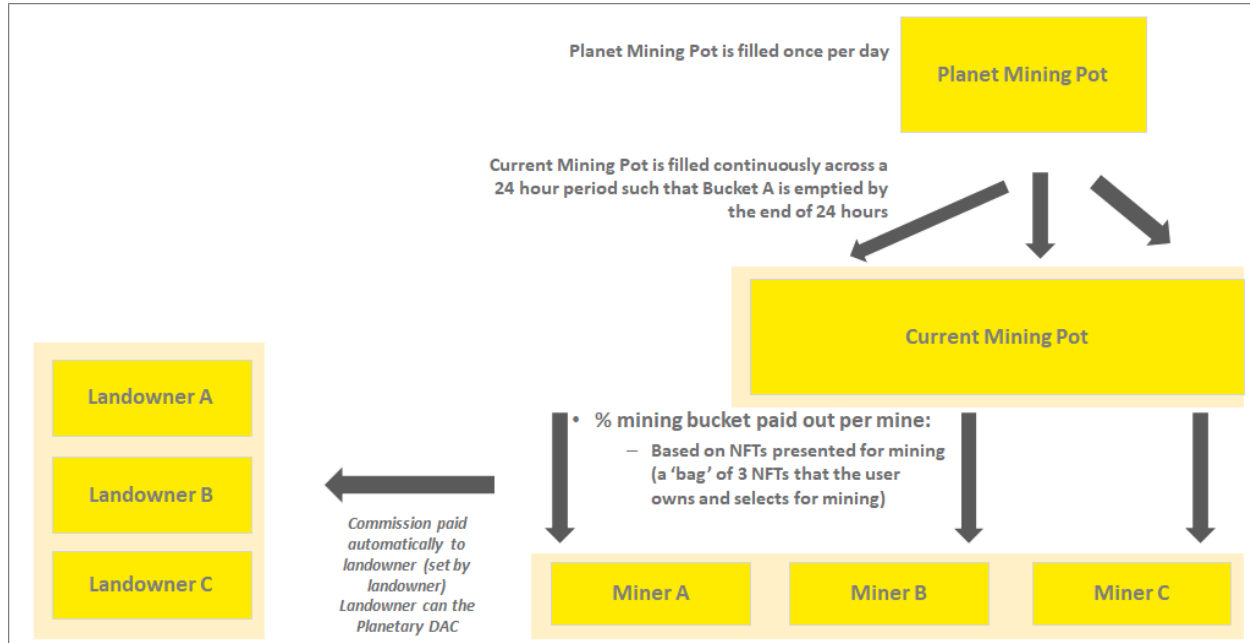 Planet Mining Pot is filled once per day
Planet Mining Pot
Current Mining Pot is filled continuously across a
24 hour period such that Bucket A is emptied by
the end of 24 hours
Current Mining Pot
Landowner A
Landowner B
Landowner C
• % mining bucket paid out per mine:
– Based on NFTs presented for mining
(a ‘bag’ of 3 NFTs that the user
owns and selects for mining)
Commission paid
automatically to
landowner (set by
landowner)
Landowner can the
Planetary DAC
Miner A
Miner B
Miner C